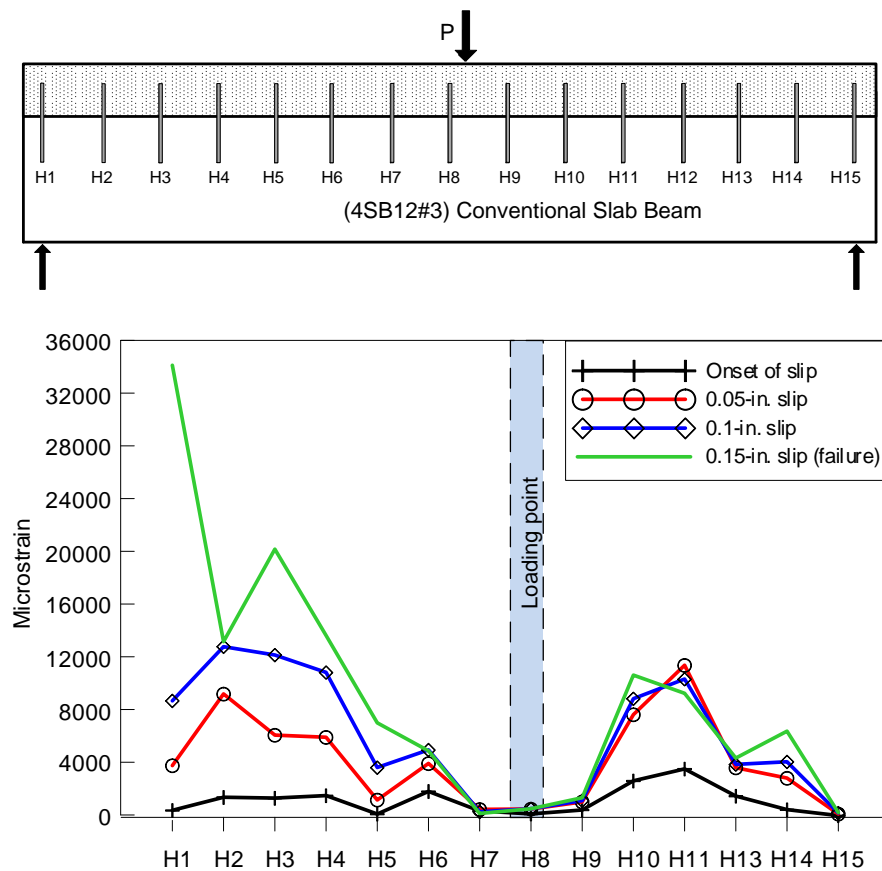 P
H1 H2 H3 H4 H5 H6 H7 H8 H9 H10 H11 H12 H13 H14 H15
(4SB12#3) Conventional Slab Beam
36000
32000
28000
24000
20000
16000
12000
8000
4000
0
Microstrain
Loading point
Onset of slip
0.05-in. slip
0.1-in. slip
0.15-in. slip (failure)
H1 H2 H3 H4 H5 H6 H7 H8 H9 H10 H11 H13 H14 H15